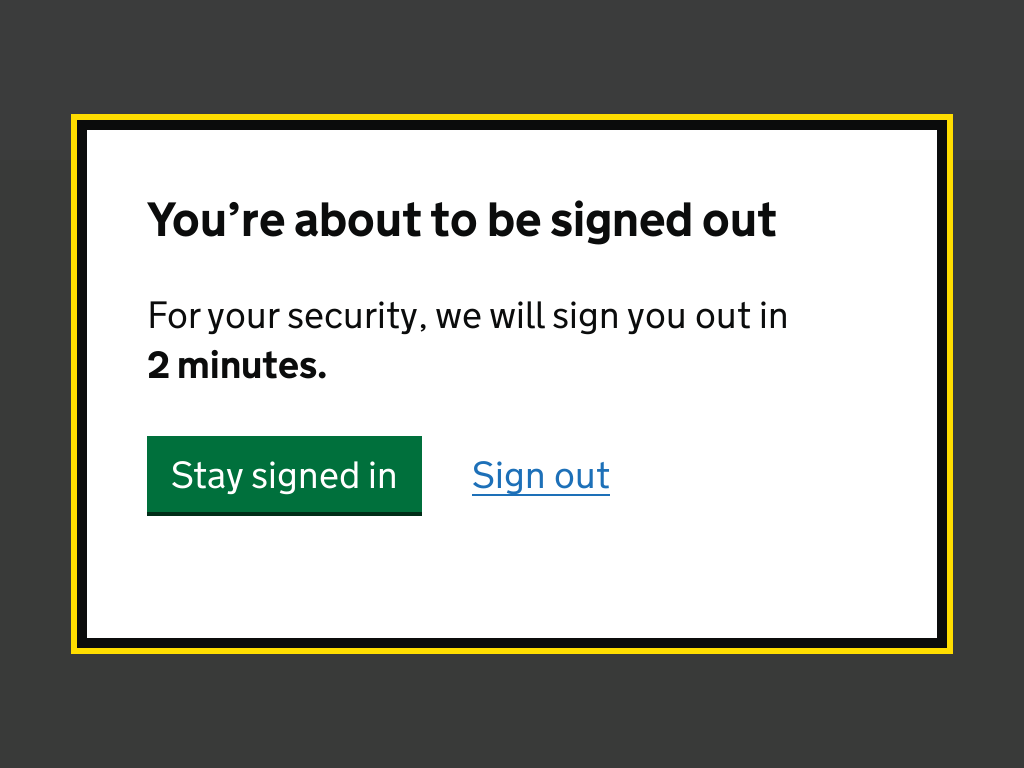 You’re about to be signed out
For your security, we will sign you out in
2 minutes.
Stay signed in
Sign out